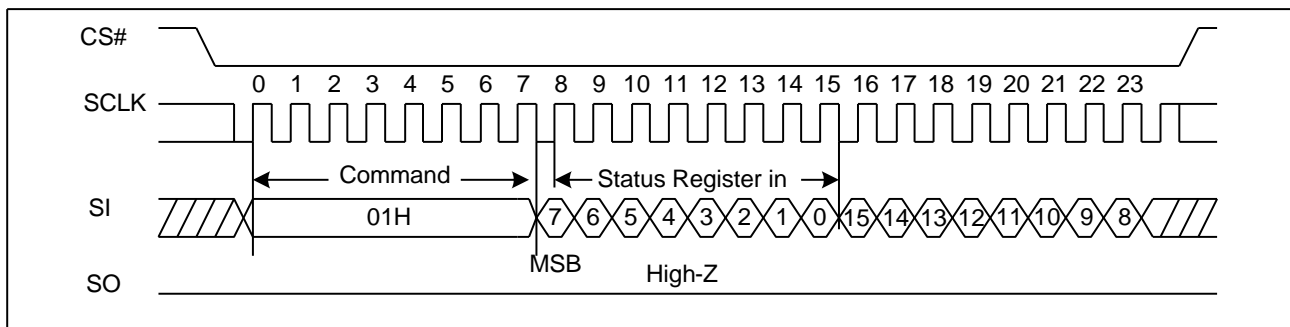 CS#
0 1 2 3 4 5 6 7 8 9 10 11 12 13 14 15 16 17 18 19 20 21 22 23
SCLK
Command Status Register in
SI 01H 7 6 5 4 3 2 1 0 15 14 13 12 11 10 9 8
MSB High-Z
SO